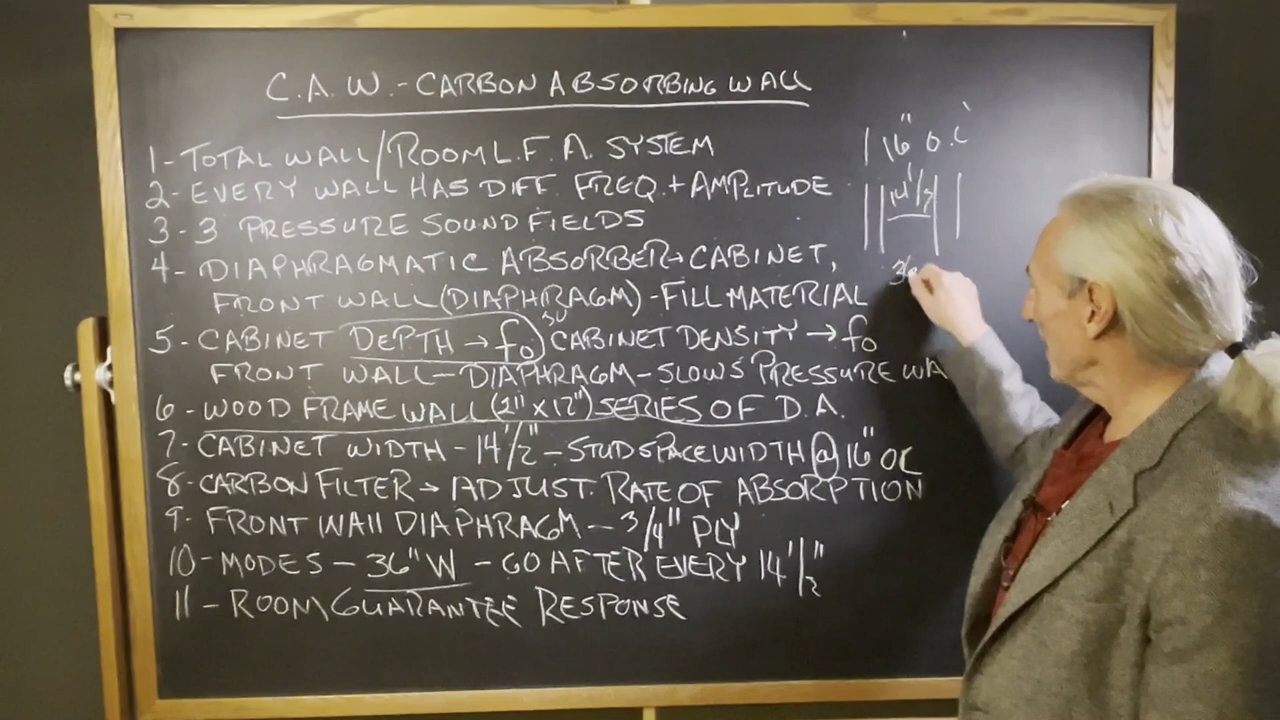 C.A.W. - CARBON ABSORBING WALL
1 - TOTAL WALL/ROOM L.F.A. SYSTEM
2 - EVERY WALL HAS DIFF. FREQ. + AMPLITUDE
3 - 3 PRESSURE SOUND FIELDS
4 - DIAPHRAGMATIC ABSORBER → CABINET,
FRONT WALL (DIAPHRAGM) - FILL MATERIAL
5 - CABINET DEPTH → fo 30 CABINET DENSITY → fo
FRONT WALL - DIAPHRAGM - SLOWS PRESSURE WA
6 - WOOD FRAME WALL (2" X 12") SERIES OF D.A.
7 - CABINET WIDTH - 14 1/2" - STUD SPACE WIDTH @ 16" OC
8 - CARBON FILTER → ADJUST. RATE OF ABSORPTION
9 - FRONT WALL DIAPHRAGM - 3/4" PLY
10 - MODES - 36" W - GO AFTER EVERY 14 1/2"
11 - ROOM GUARANTEE RESPONSE
16" O.C
14 1/2
36